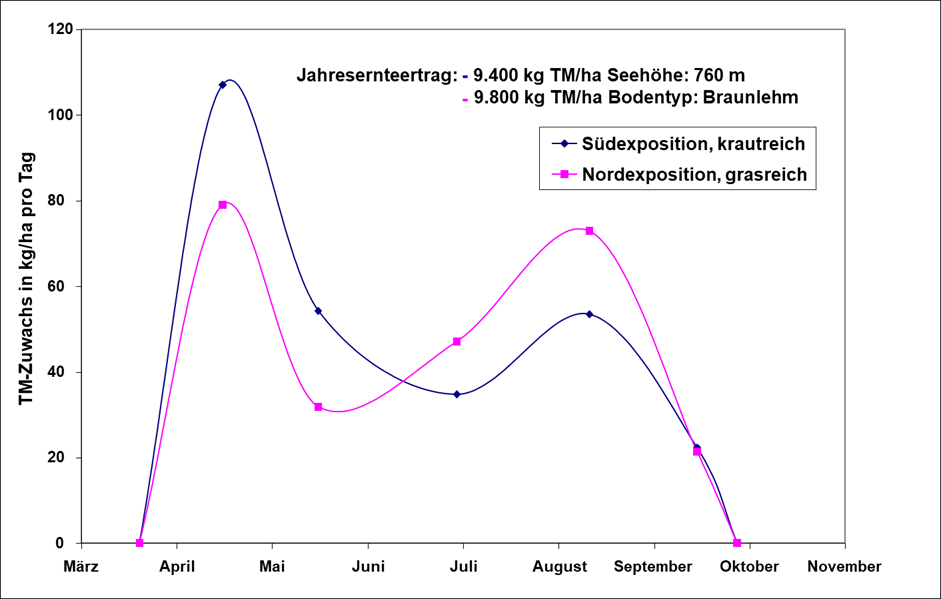 120
100
80
60
40
20
0
TM-Zuwachs in kg/ha pro Tag
Jahresernteertrag: - 9.400 kg TM/ha Seehöhe: 760 m
- 9.800 kg TM/ha Bodentyp: Braunlehm
Südexposition, krautreich
Nordexposition, grasreich
März April Mai Juni Juli August September Oktober November